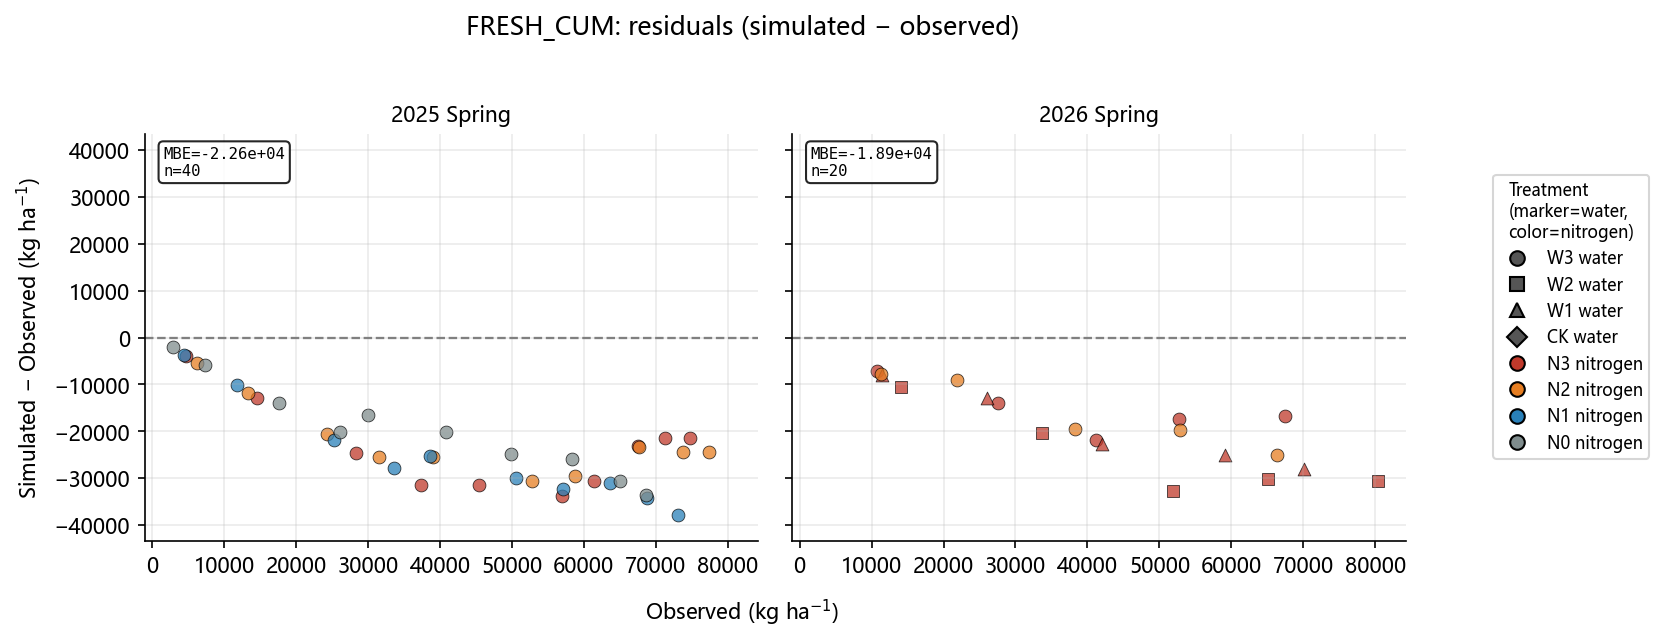 FRESH_CUM: residuals (simulated − observed)
2025 Spring
2026 Spring
MBE=-2.26e+04
n=40
MBE=-1.89e+04
n=20
Simulated − Observed (kg ha⁻¹)
40000
30000
20000
10000
0
−10000
−20000
−30000
−40000
0 10000 20000 30000 40000 50000 60000 70000 80000
0 10000 20000 30000 40000 50000 60000 70000 80000
Observed (kg ha⁻¹)
Treatment
(marker=water,
color=nitrogen)
W3 water
W2 water
W1 water
CK water
N3 nitrogen
N2 nitrogen
N1 nitrogen
N0 nitrogen